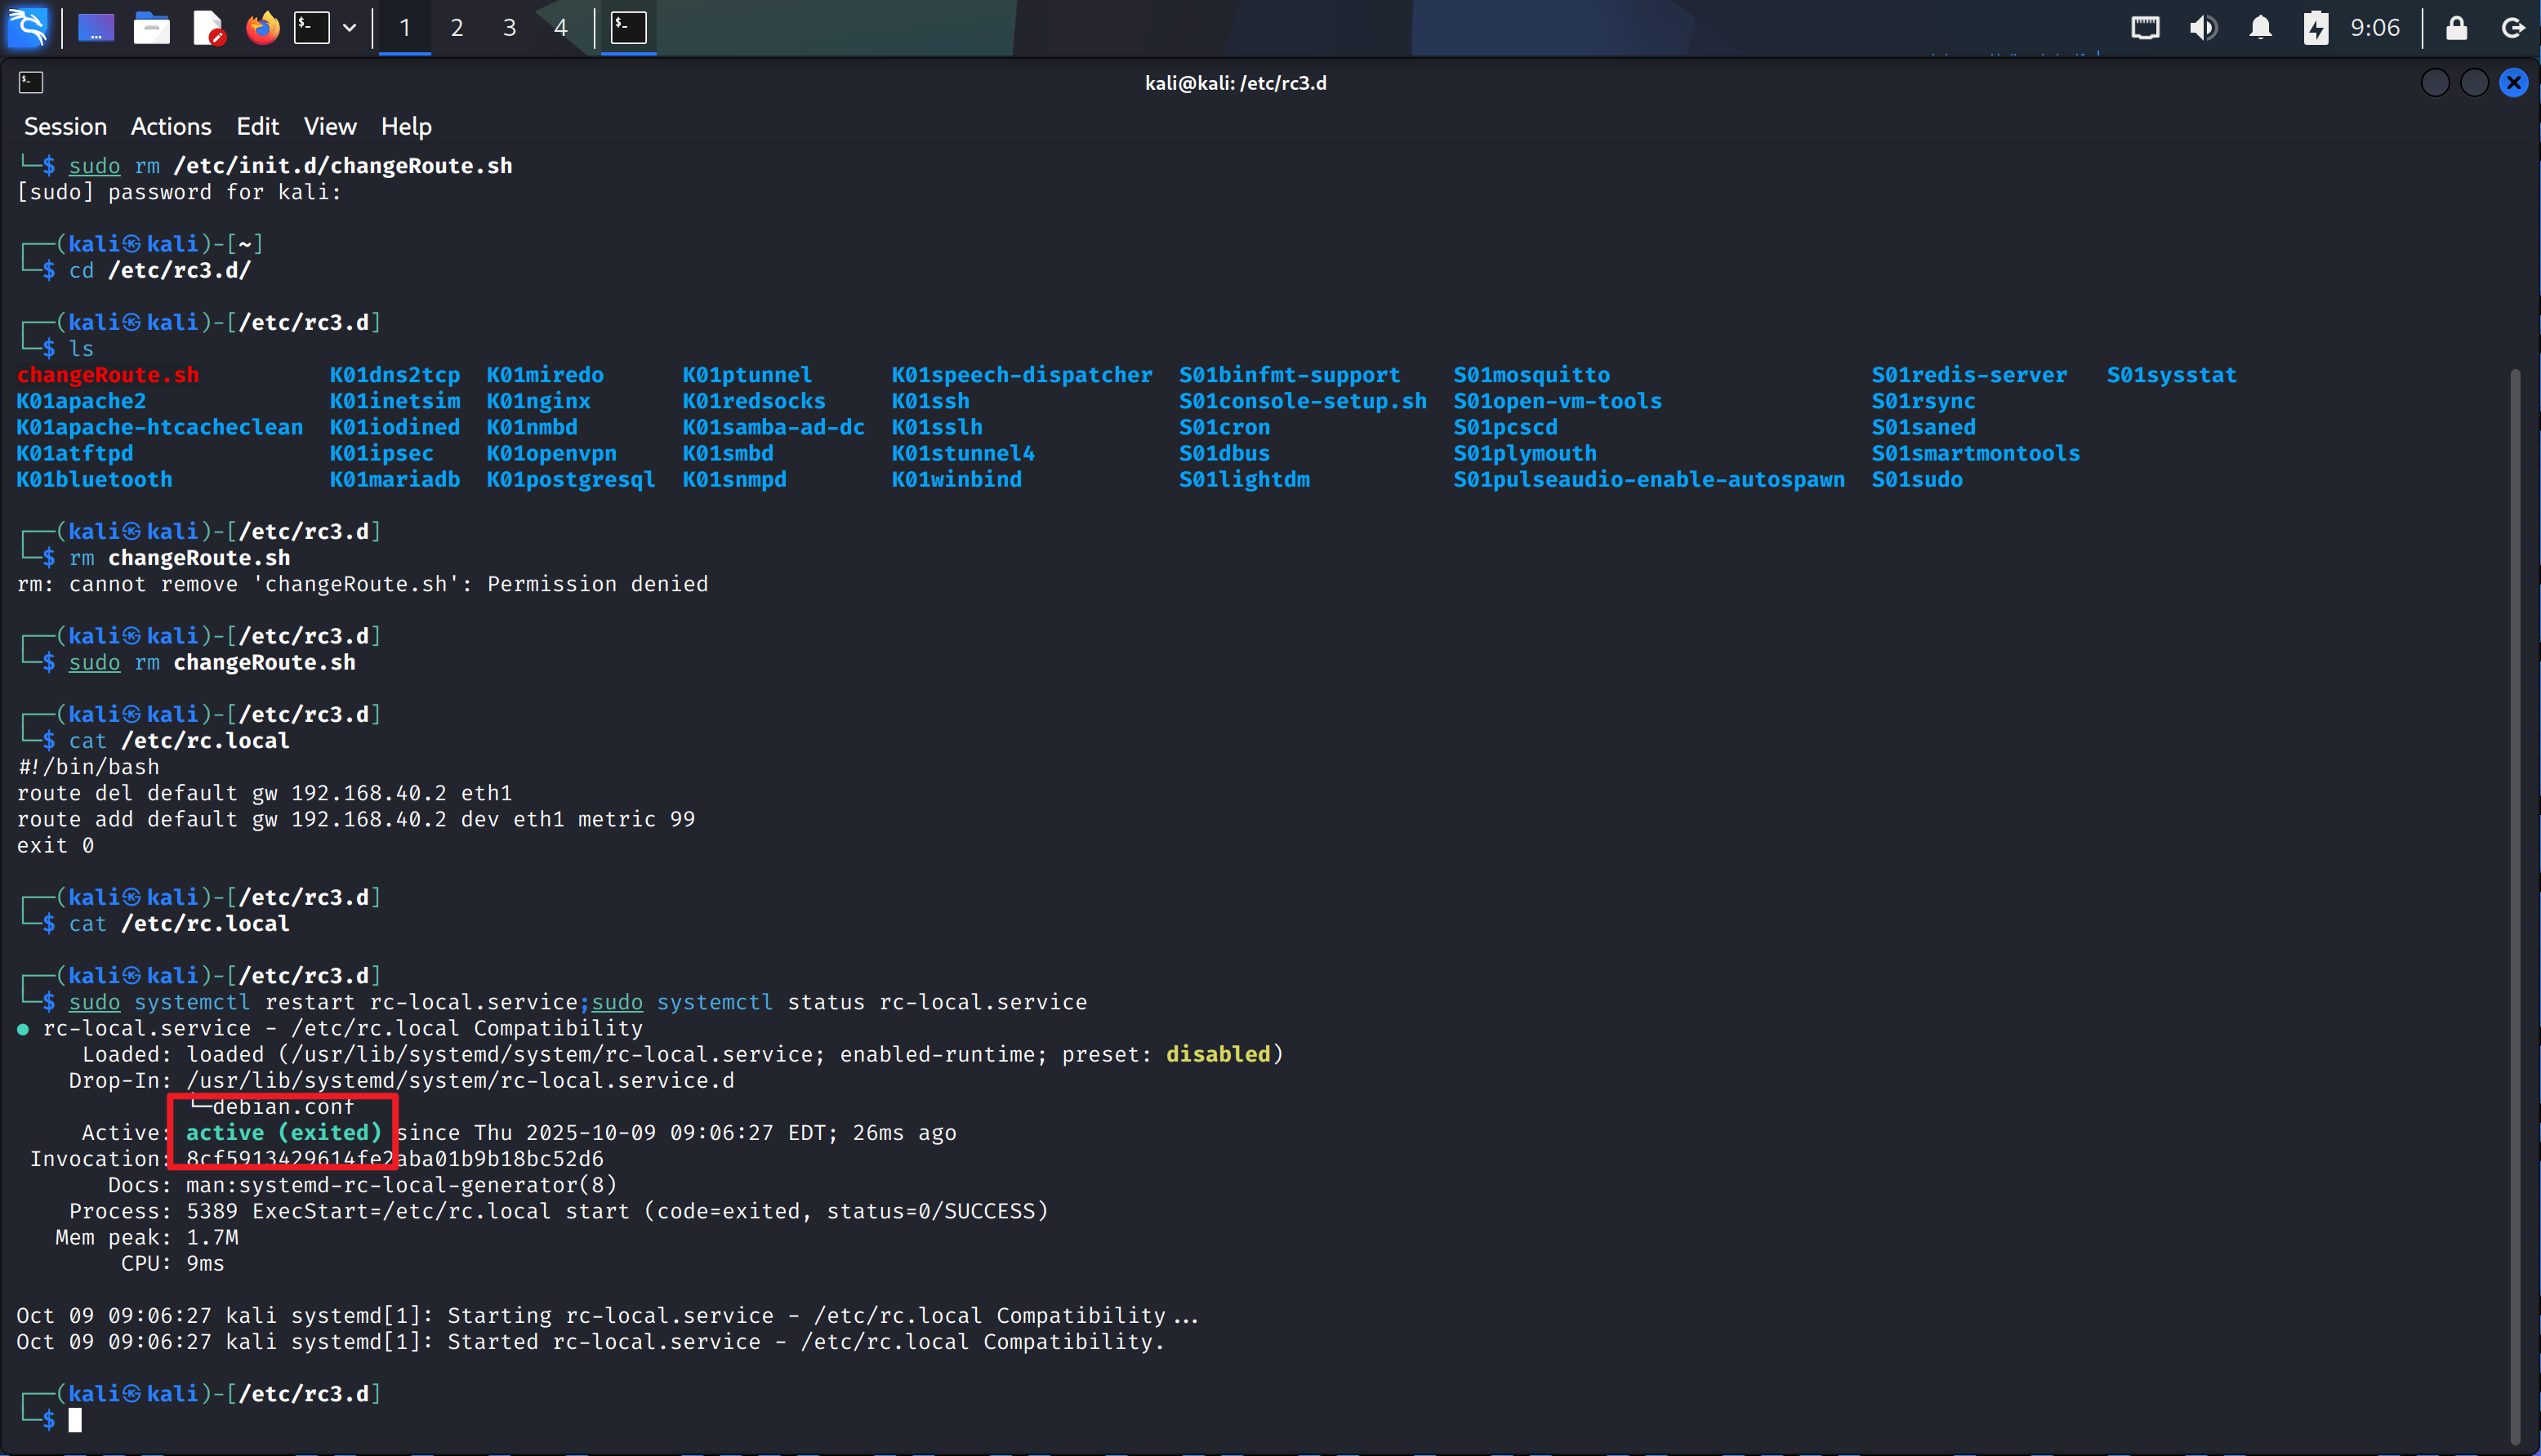 1 2 3 4 9:06
kali@kali: /etc/rc3.d
Session Actions Edit View Help
└─$ sudo rm /etc/init.d/changeRoute.sh
[sudo] password for kali:
┌──(kali㉿kali)-[~]
└─$ cd /etc/rc3.d/
┌──(kali㉿kali)-[/etc/rc3.d]
└─$ ls
changeRoute.sh K01dns2tcp K01miredo K01ptunnel K01speech-dispatcher S01binfmt-support S01mosquitto S01redis-server S01sysstat
K01apache2 K01inetsim K01nginx K01redsocks K01ssh S01console-setup.sh S01open-vm-tools S01rsync
K01apache-htcacheclean K01iodined K01nmbd K01samba-ad-dc K01sslh S01cron S01pcscd S01saned
K01atftpd K01ipsec K01openvpn K01smbd K01stunnel4 S01dbus S01plymouth S01smartmontools
K01bluetooth K01mariadb K01postgresql K01snmpd K01winbind S01lightdm S01pulseaudio-enable-autospawn S01sudo
┌──(kali㉿kali)-[/etc/rc3.d]
└─$ rm changeRoute.sh
rm: cannot remove 'changeRoute.sh': Permission denied
┌──(kali㉿kali)-[/etc/rc3.d]
└─$ sudo rm changeRoute.sh
┌──(kali㉿kali)-[/etc/rc3.d]
└─$ cat /etc/rc.local
#!/bin/bash
route del default gw 192.168.40.2 eth1
route add default gw 192.168.40.2 dev eth1 metric 99
exit 0
┌──(kali㉿kali)-[/etc/rc3.d]
└─$ cat /etc/rc.local
┌──(kali㉿kali)-[/etc/rc3.d]
└─$ sudo systemctl restart rc-local.service;sudo systemctl status rc-local.service
● rc-local.service - /etc/rc.local Compatibility
Loaded: loaded (/usr/lib/systemd/system/rc-local.service; enabled-runtime; preset: disabled)
Drop-In: /usr/lib/systemd/system/rc-local.service.d
└─debian.conf
Active: active (exited) since Thu 2025-10-09 09:06:27 EDT; 26ms ago
Invocation: 8cf5913429614fe2aba01b9b18bc52d6
Docs: man:systemd-rc-local-generator(8)
Process: 5389 ExecStart=/etc/rc.local start (code=exited, status=0/SUCCESS)
Mem peak: 1.7M
CPU: 9ms
Oct 09 09:06:27 kali systemd[1]: Starting rc-local.service - /etc/rc.local Compatibility...
Oct 09 09:06:27 kali systemd[1]: Started rc-local.service - /etc/rc.local Compatibility.
┌──(kali㉿kali)-[/etc/rc3.d]
└─$